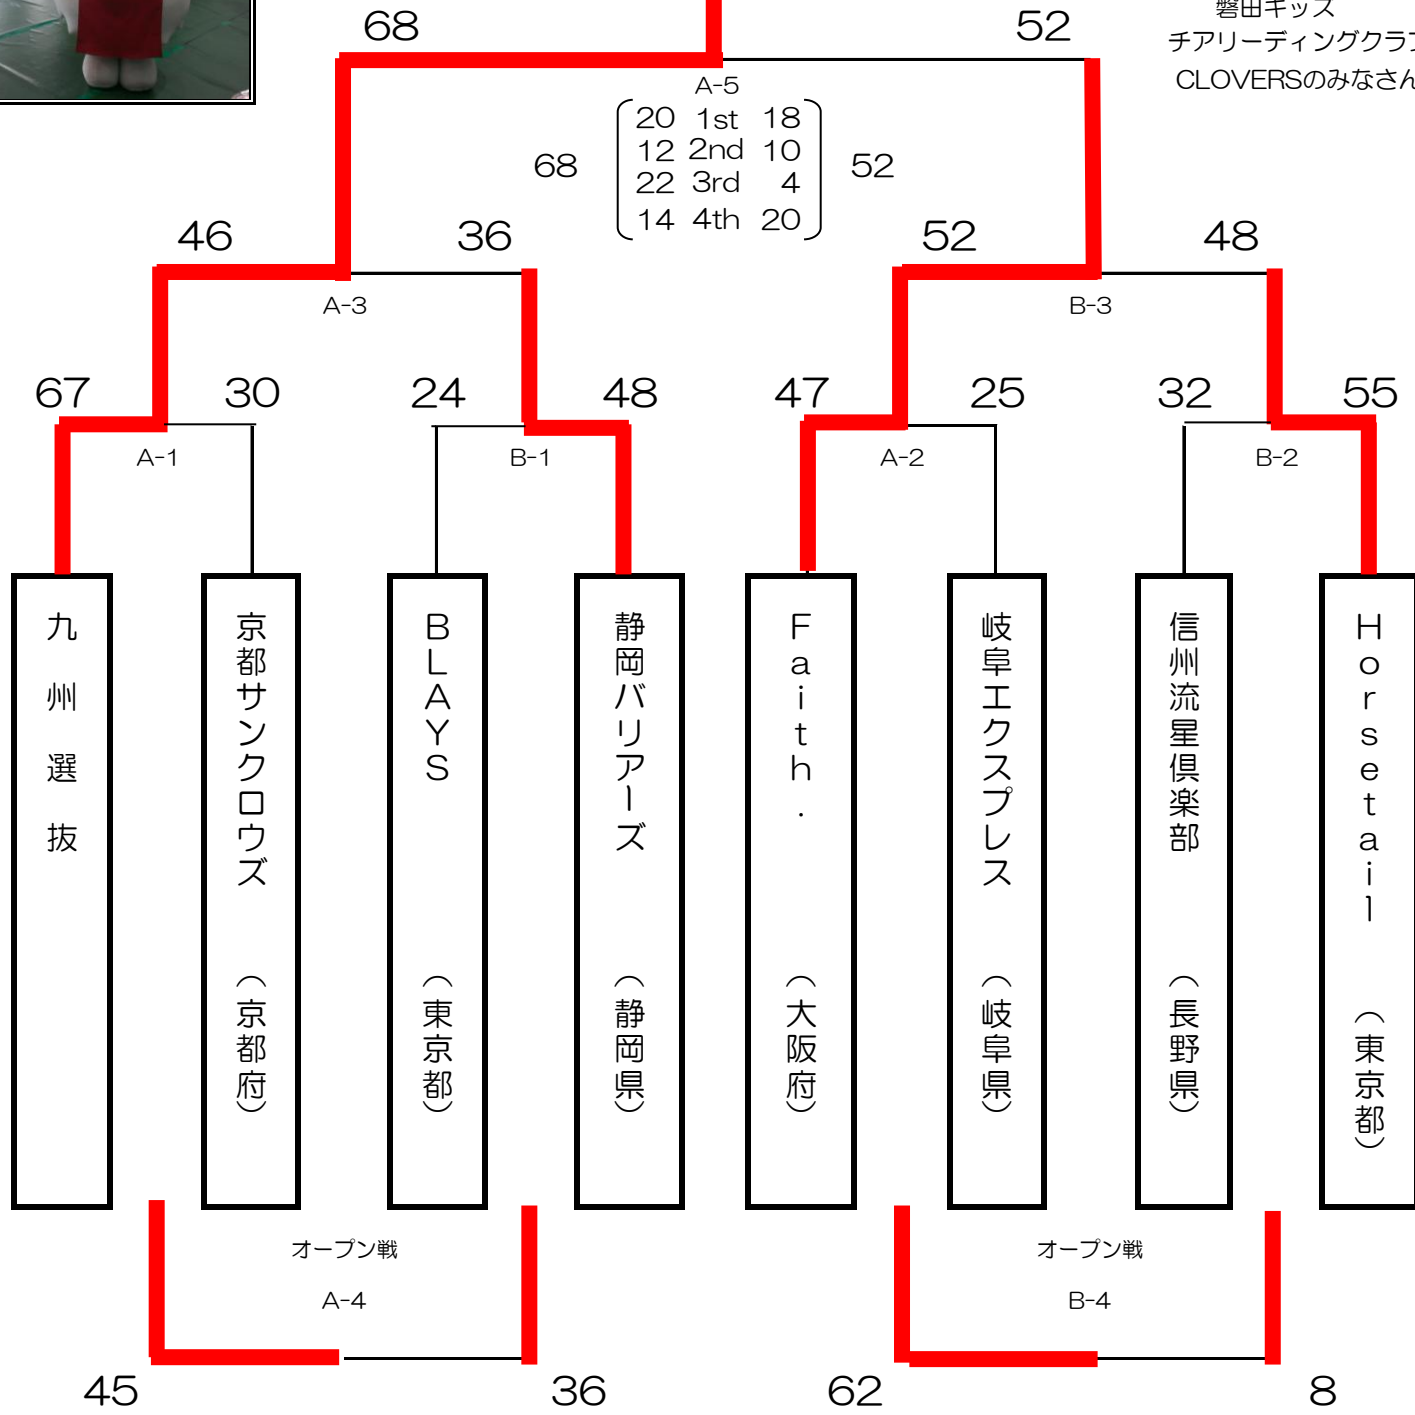 磐田キッズ
チアリーディングクラブ
CLOVERSのみなさん
68 52
A-5
20 1st 18
12 2nd 10
68 52
22 3rd 4
14 4th 20
46 36 52 48
A-3 B-3
67 30 24 48 47 25 32 55
A-1 B-1 A-2 B-2
九州選抜
京都サンクロウズ （京都府）
BLAYS （東京都）
静岡バリアーズ （静岡県）
Faith. （大阪府）
岐阜エクスプレス （岐阜県）
信州流星倶楽部 （長野県）
Horsetail （東京都）
オープン戦 オープン戦
A-4 B-4
45 36 62 8